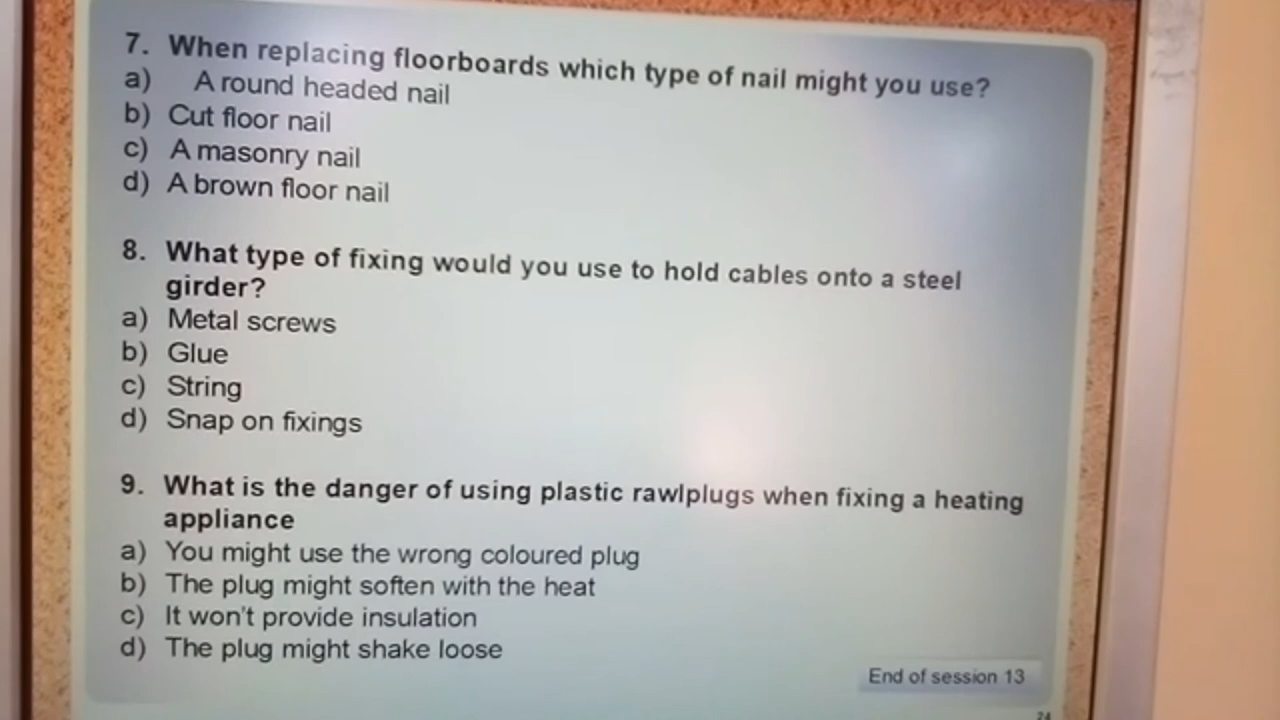 7. When replacing floorboards which type of nail might you use?
a) A round headed nail
b) Cut floor nail
c) A masonry nail
d) A brown floor nail
8. What type of fixing would you use to hold cables onto a steel
girder?
a) Metal screws
b) Glue
c) String
d) Snap on fixings
9. What is the danger of using plastic rawlplugs when fixing a heating
appliance
a) You might use the wrong coloured plug
b) The plug might soften with the heat
c) It won't provide insulation
d) The plug might shake loose
End of session 13
24